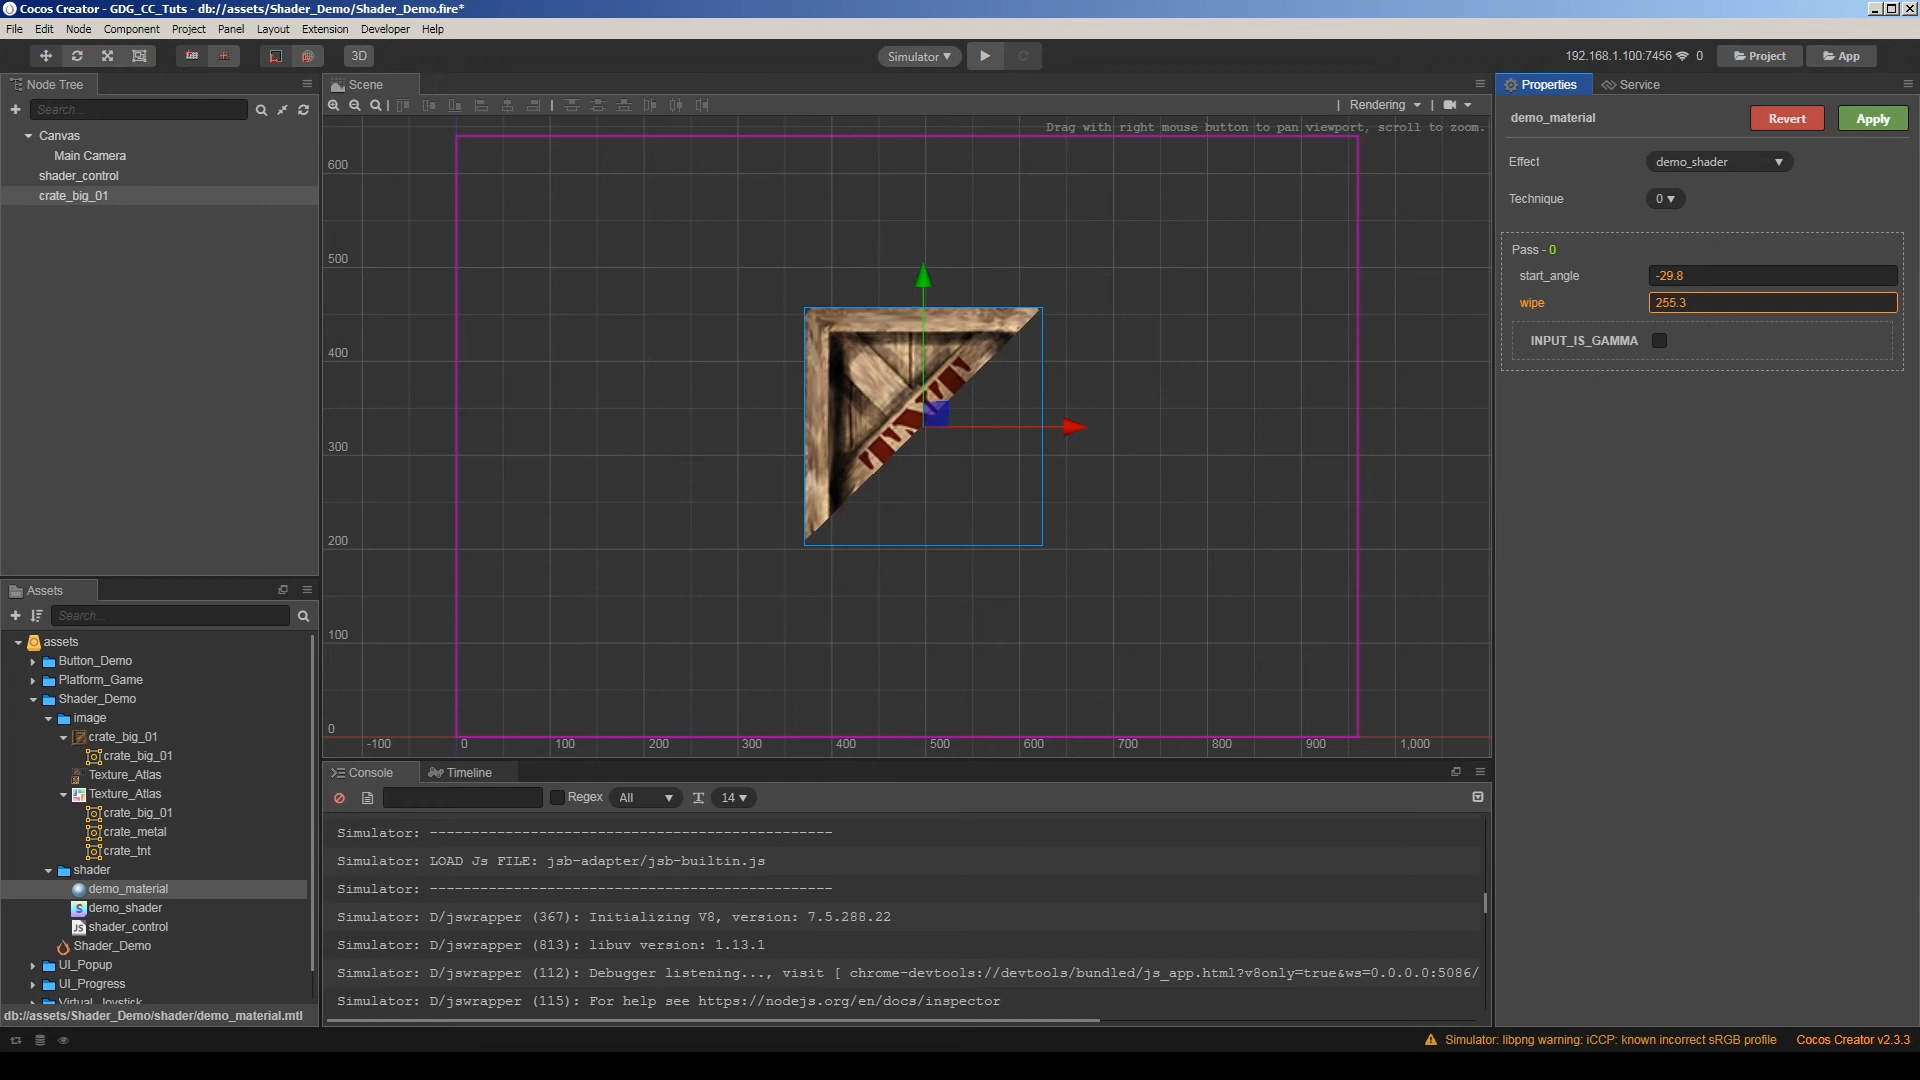 Cocos Creator - GDG_CC_Tuts - db://assets/Shader_Demo/Shader_Demo.fire*
File Edit Node Component Project Panel Layout Extension Developer Help
3D
Simulator
192.168.1.100:7456 0
Project
App
Node Tree
Search...
Canvas
Main Camera
shader_control
crate_big_01
Scene
Rendering
Drag with right mouse button to pan viewport, scroll to zoom.
600
500
400
300
200
100
0
-100 0 100 200 300 400 500 600 700 800 900 1,000
Properties
Service
demo_material
Revert
Apply
Effect
demo_shader
Technique
0
Pass - 0
start_angle
-29.8
wipe
255.3
INPUT_IS_GAMMA
Assets
Search...
assets
Button_Demo
Platform_Game
Shader_Demo
image
crate_big_01
crate_big_01
Texture_Atlas
Texture_Atlas
crate_big_01
crate_metal
crate_tnt
shader
demo_material
S demo_shader
JS shader_control
Shader_Demo
UI_Popup
UI_Progress
Virtual_Joystick
db://assets/Shader_Demo/shader/demo_material.mtl
Console
Timeline
Regex
All
14
Simulator: -----------------------------------------------
Simulator: LOAD Js FILE: jsb-adapter/jsb-builtin.js
Simulator: -----------------------------------------------
Simulator: D/jswrapper (367): Initializing V8, version: 7.5.288.22
Simulator: D/jswrapper (813): libuv version: 1.13.1
Simulator: D/jswrapper (112): Debugger listening..., visit [ chrome-devtools://devtools/bundled/js_app.html?v8only=true&ws=0.0.0.0:5086/
Simulator: D/jswrapper (115): For help see https://nodejs.org/en/docs/inspector
Simulator: libpng warning: iCCP: known incorrect sRGB profile
Cocos Creator v2.3.3